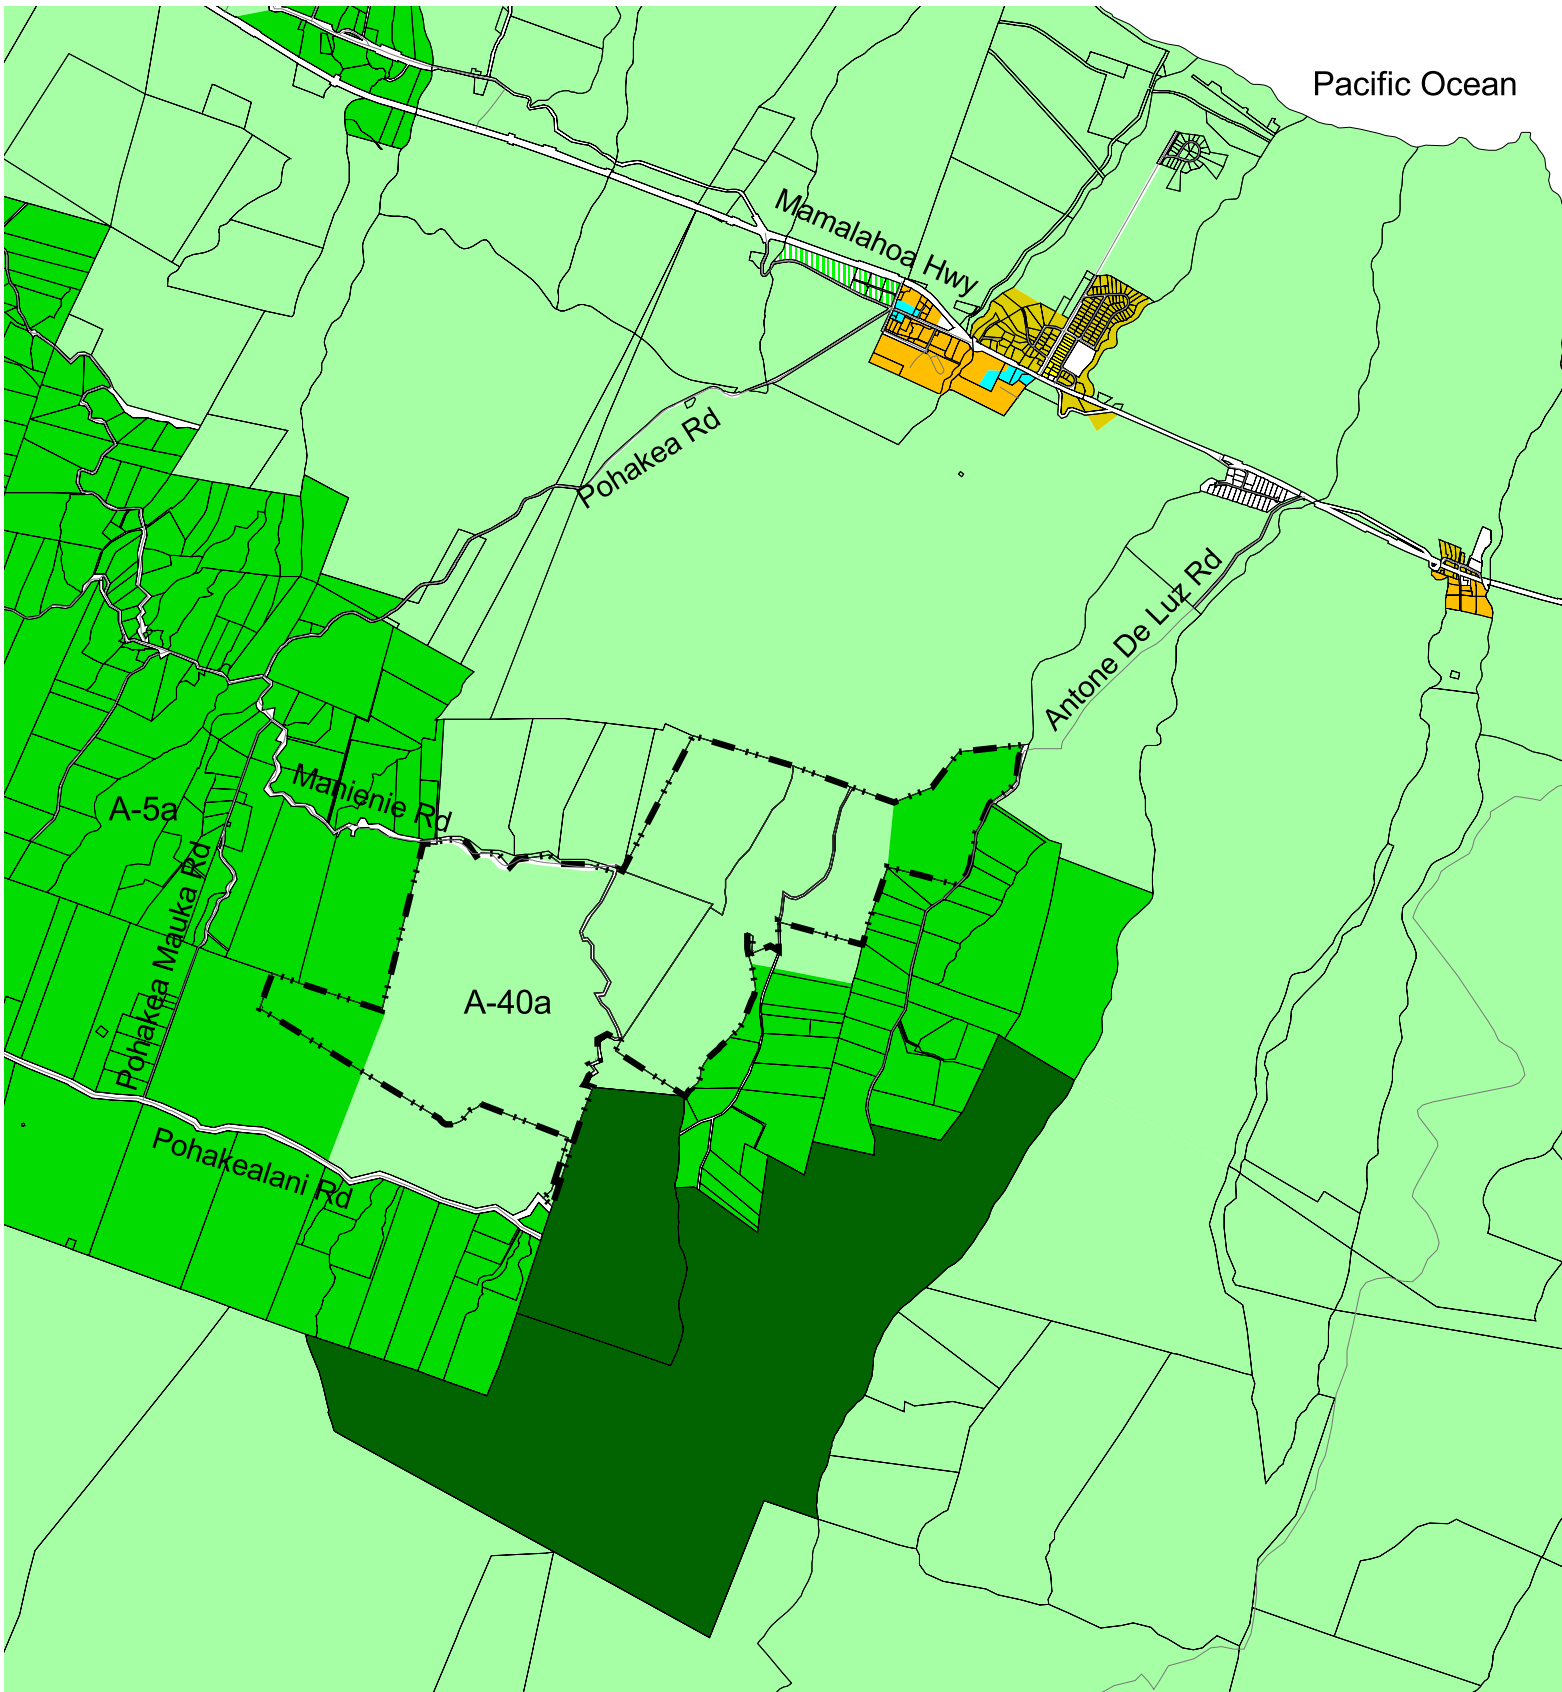 Pacific Ocean
Mamalahoa Hwy
Pohakea Rd
Antone De Luz Rd
Manienie Rd
A-5a
Pohakea Mauka Rd
A-40a
Pohakealani Rd